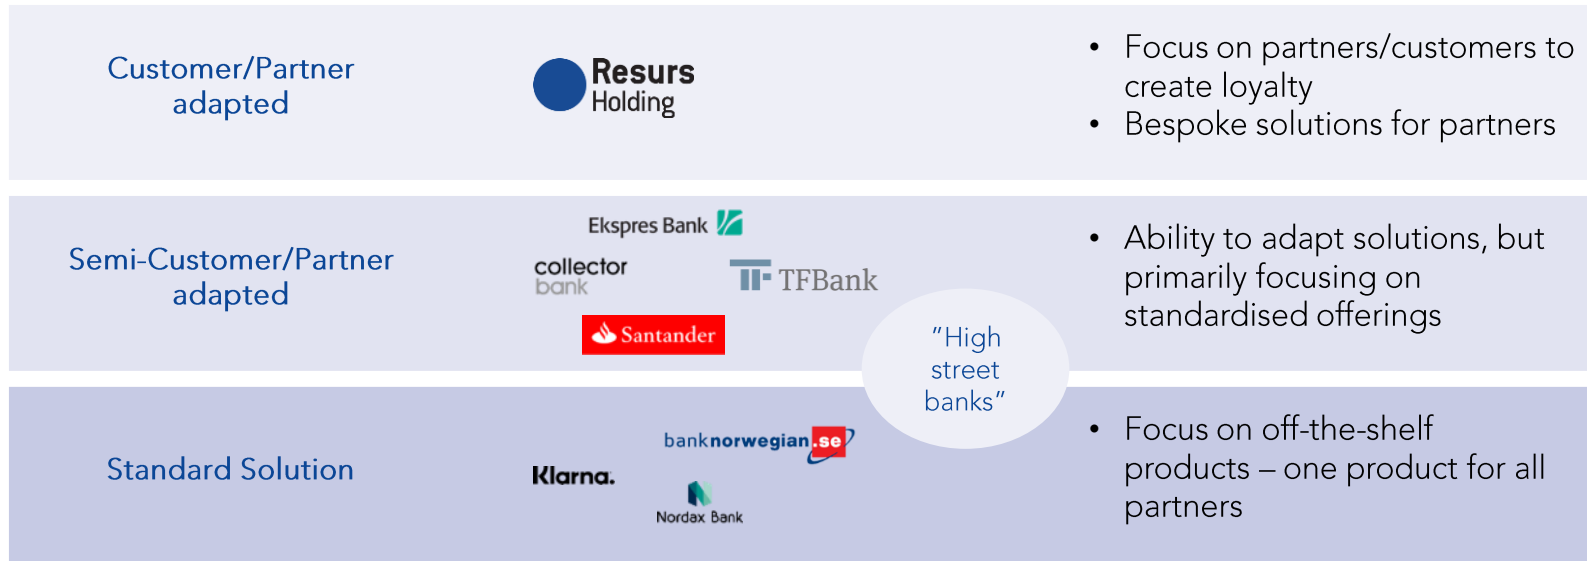 Customer/Partner
adapted
Resurs
Holding
• Focus on partners/customers to
create loyalty
• Bespoke solutions for partners
Semi-Customer/Partner
adapted
Ekspres Bank
collector
bank
TF TFBank
Santander
"High
street
banks"
• Ability to adapt solutions, but
primarily focusing on
standardised offerings
Standard Solution
banknorwegian.se
Klarna.
Nordax Bank
• Focus on off-the-shelf
products – one product for all
partners